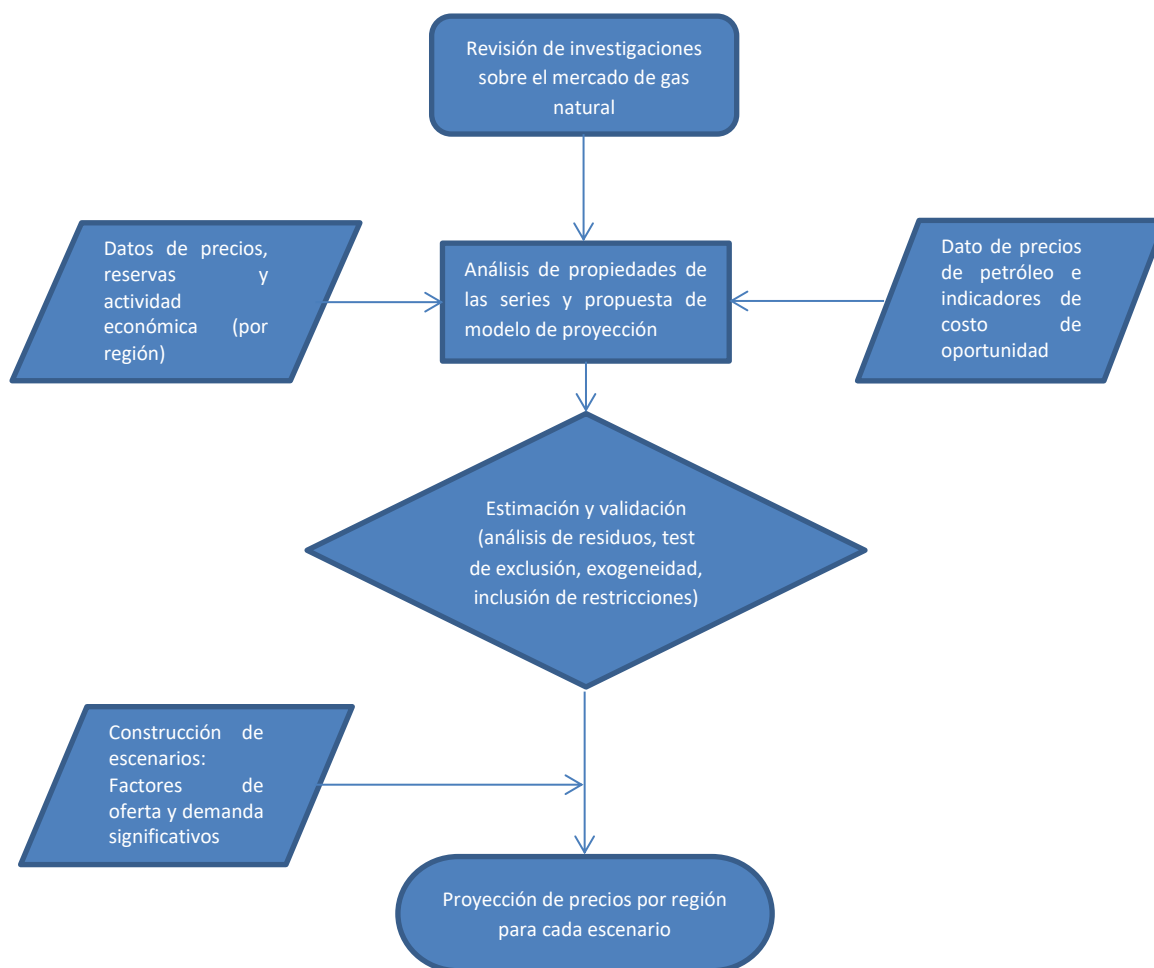 Revisión de investigaciones
sobre el mercado de gas
natural
Datos de precios,
reservas y
actividad
económica (por
región)
Análisis de propiedades de
las series y propuesta de
modelo de proyección
Dato de precios
de petróleo e
indicadores de
costo de
oportunidad
Estimación y validación
(análisis de residuos, test
de exclusión, exogeneidad,
inclusión de restricciones)
Construcción de
escenarios:
Factores de
oferta y demanda
significativos
Proyección de precios por región
para cada escenario